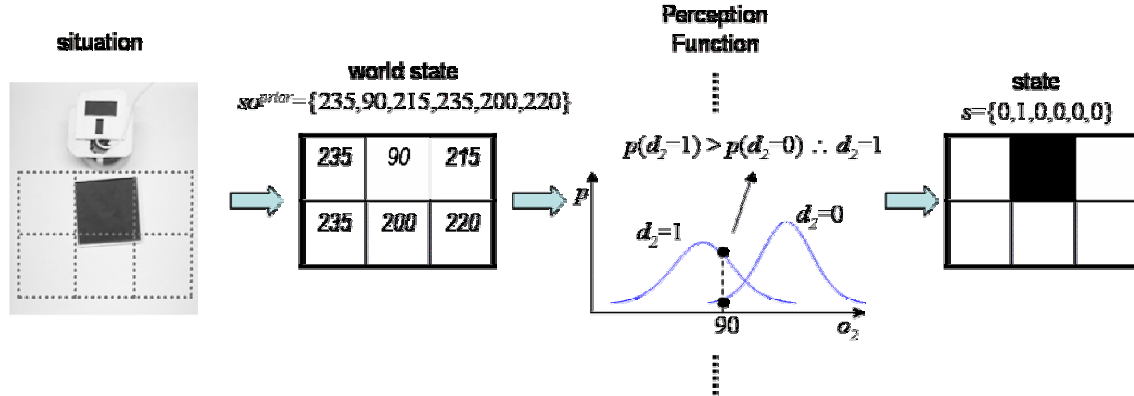 situation
world state
so^prior={235,90,215,235,200,220}
235 90 215
235 200 220
Perception
Function
p(d₂=1) > p(d₂=0) ∴ d₂=1
p
d₂=1
d₂=0
90
o₂
state
s={0,1,0,0,0,0}